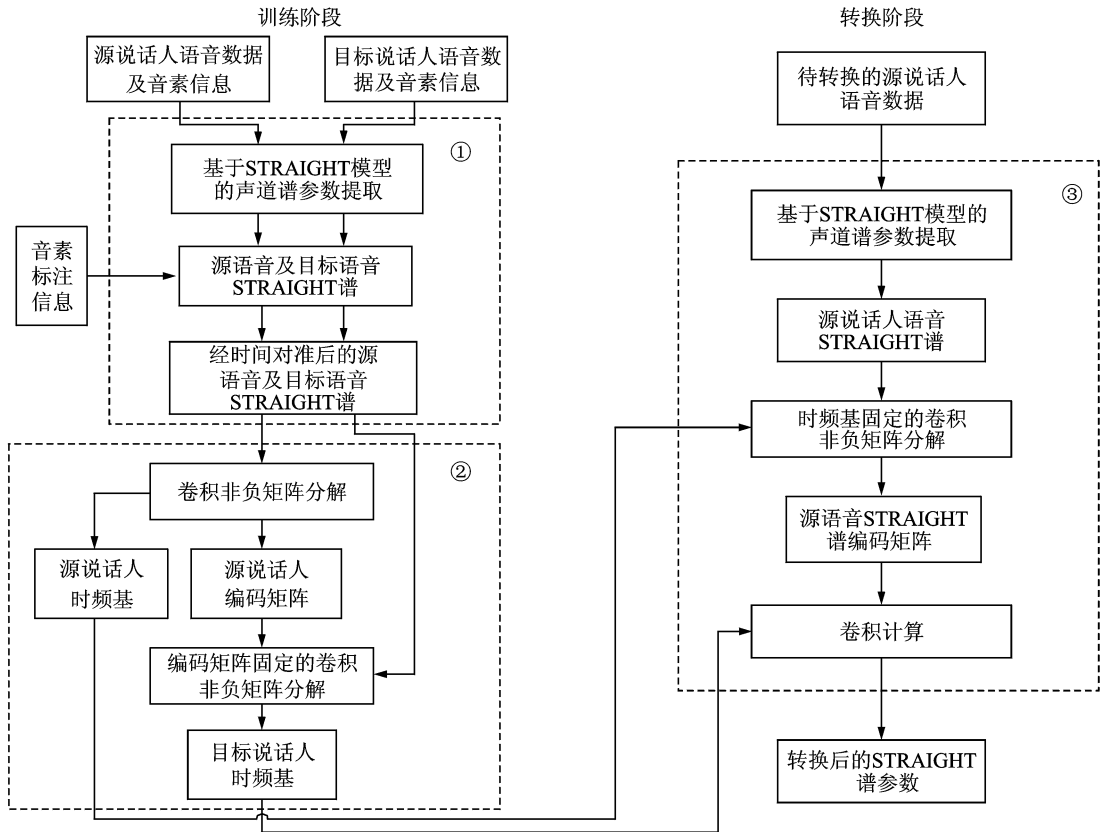 训练阶段
源说话人语音数据
及音素信息
目标说话人语音数
据及音素信息
①
基于STRAIGHT模型
的声道谱参数提取
音素
标注
信息
源语音及目标语音
STRAIGHT谱
经时间对准后的源
语音及目标语音
STRAIGHT谱
②
卷积非负矩阵分解
源说话人
时频基
源说话人
编码矩阵
编码矩阵固定的卷积
非负矩阵分解
目标说话人
时频基
转换阶段
待转换的源说话人
语音数据
③
基于STRAIGHT模型的
声道谱参数提取
源说话人语音
STRAIGHT谱
时频基固定的卷积
非负矩阵分解
源语音STRAIGHT
谱编码矩阵
卷积计算
转换后的STRAIGHT
谱参数